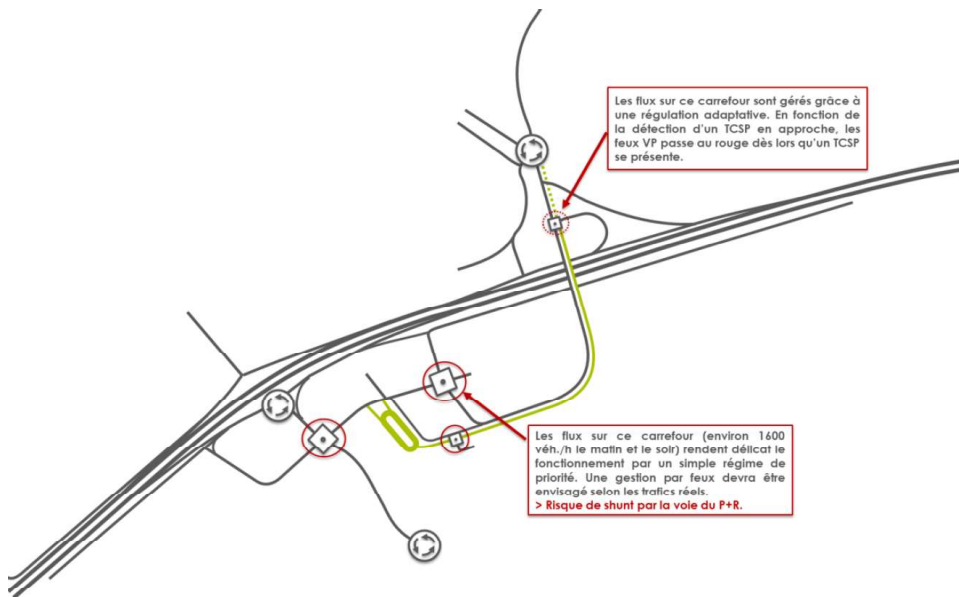 Les flux sur ce carrefour sont gérés grâce à
une régulation adaptative. En fonction de
la détection d'un TCSP en approche, les
feux VP passe au rouge dès lors qu'un TCSP
se présente.
Les flux sur ce carrefour (environ 1600
véh./h le matin et le soir) rendent délicat le
fonctionnement par un simple régime de
priorité. Une gestion par feux devra être
envisagé selon les trafics réels.
> Risque de shunt par la voie du P+R.